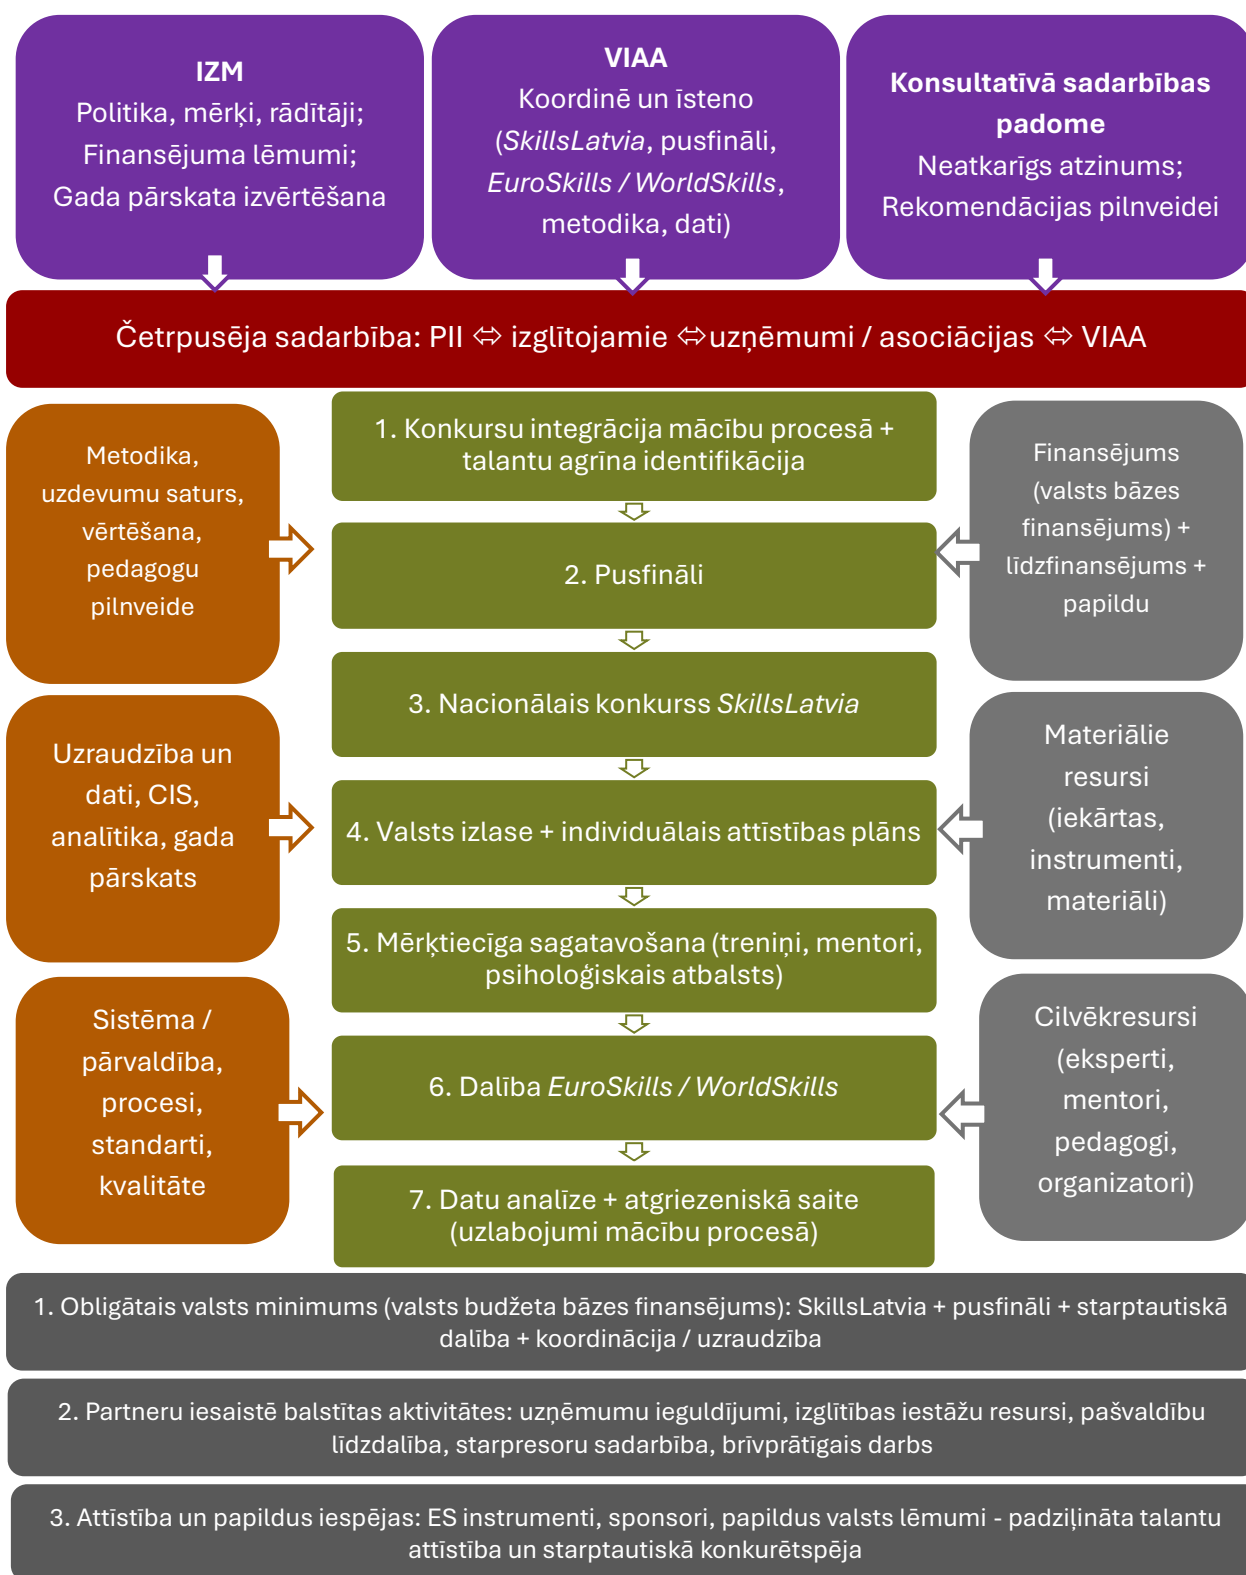 IZM
Politika, mērķi, rādītāji;
Finansējuma lēmumi;
Gada pārskata izvērtēšana
VIAA
Koordinē un īsteno
(SkillsLatvia, pusfināli,
EuroSkills / WorldSkills,
metodika, dati)
Konsultatīvā sadarbības
padome
Neatkarīgs atzinums;
Rekomendācijas pilnveidei
Četrpusēja sadarbība: PII ⇔ izglītojamie ⇔uzņēmumi / asociācijas ⇔ VIAA
Metodika,
uzdevumu saturs,
vērtēšana,
pedagogu
pilnveide
Uzraudzība un
dati, CIS,
analītika, gada
pārskats
Sistēma /
pārvaldība,
procesi,
standarti,
kvalitāte
1. Konkursu integrācija mācību procesā +
talantu agrīna identifikācija
2. Pusfināli
3. Nacionālais konkurss SkillsLatvia
4. Valsts izlase + individuālais attīstības plāns
5. Mērķtiecīga sagatavošana (treniņi, mentori,
psiholoģiskais atbalsts)
6. Dalība EuroSkills / WorldSkills
7. Datu analīze + atgriezeniskā saite
(uzlabojumi mācību procesā)
Finansējums
(valsts bāzes
finansējums) +
līdzfinansējums +
papildu
Materiālie
resursi
(iekārtas,
instrumenti,
materiāli)
Cilvēkresursi
(eksperti,
mentori,
pedagogi,
organizatori)
1. Obligātais valsts minimums (valsts budžeta bāzes finansējums): SkillsLatvia + pusfināli + starptautiskā
dalība + koordinācija / uzraudzība
2. Partneru iesaistē balstītas aktivitātes: uzņēmumu ieguldījumi, izglītības iestāžu resursi, pašvaldību
līdzdalība, starpresoru sadarbība, brīvprātīgais darbs
3. Attīstība un papildus iespējas: ES instrumenti, sponsori, papildus valsts lēmumi - padziļināta talantu
attīstība un starptautiskā konkurētspēja